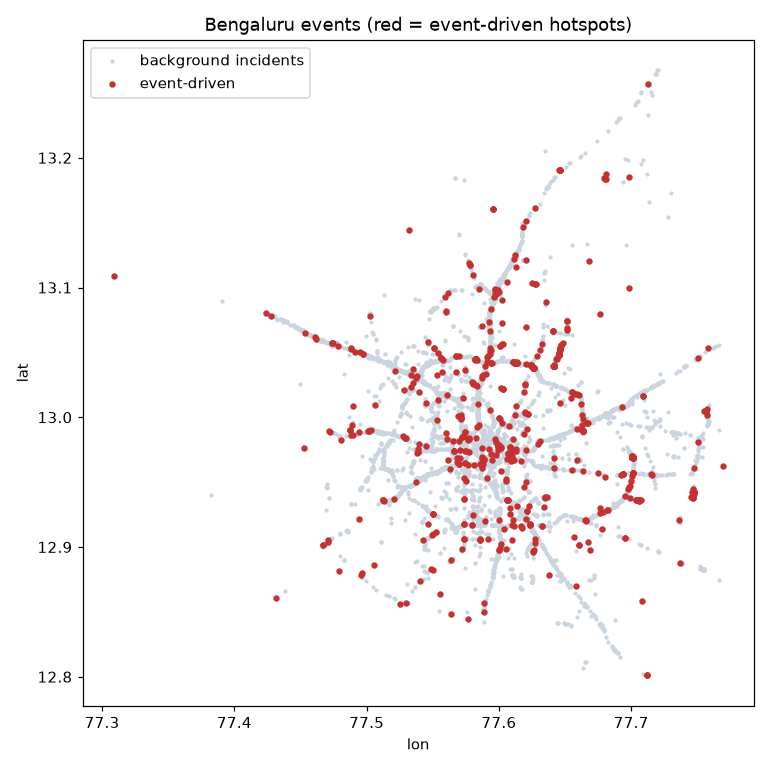 Bengaluru events (red = event-driven hotspots)
background incidents
event-driven
13.2
13.1
13.0
12.9
12.8
lat
77.3 77.4 77.5 77.6 77.7
lon